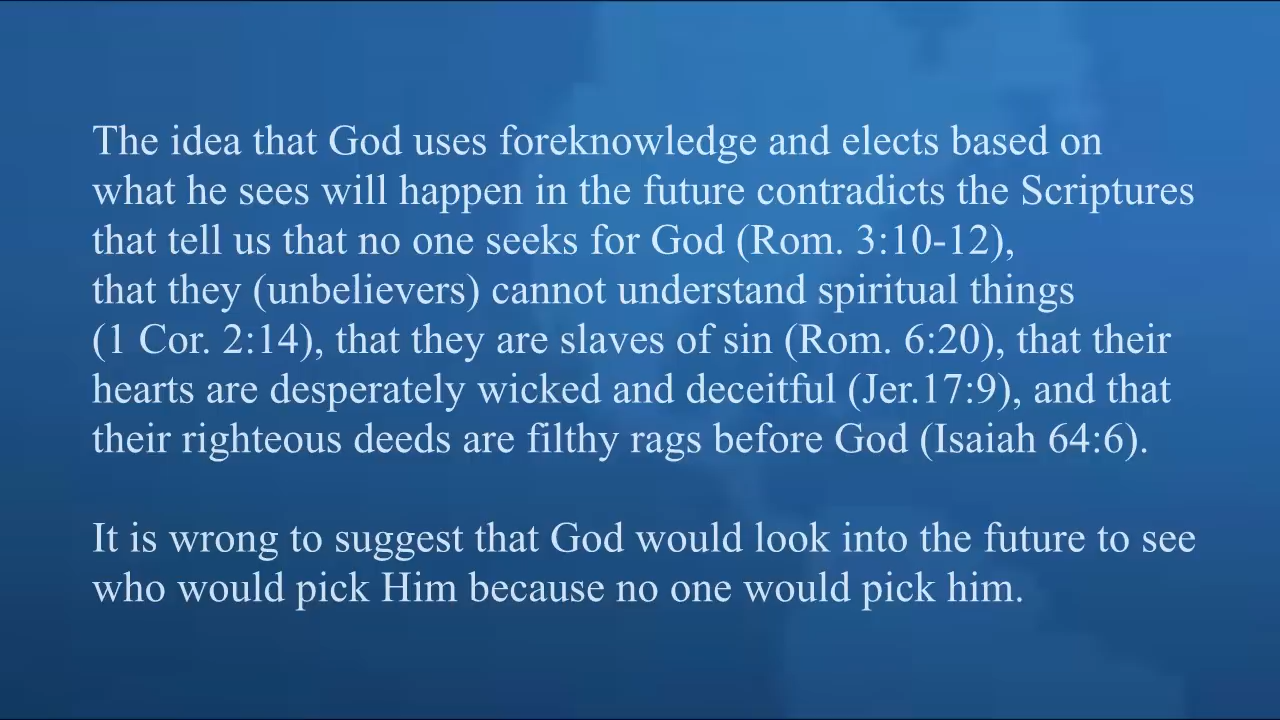 The idea that God uses foreknowledge and elects based on
what he sees will happen in the future contradicts the Scriptures
that tell us that no one seeks for God (Rom. 3:10-12),
that they (unbelievers) cannot understand spiritual things
(1 Cor. 2:14), that they are slaves of sin (Rom. 6:20), that their
hearts are desperately wicked and deceitful (Jer.17:9), and that
their righteous deeds are filthy rags before God (Isaiah 64:6).
It is wrong to suggest that God would look into the future to see
who would pick Him because no one would pick him.